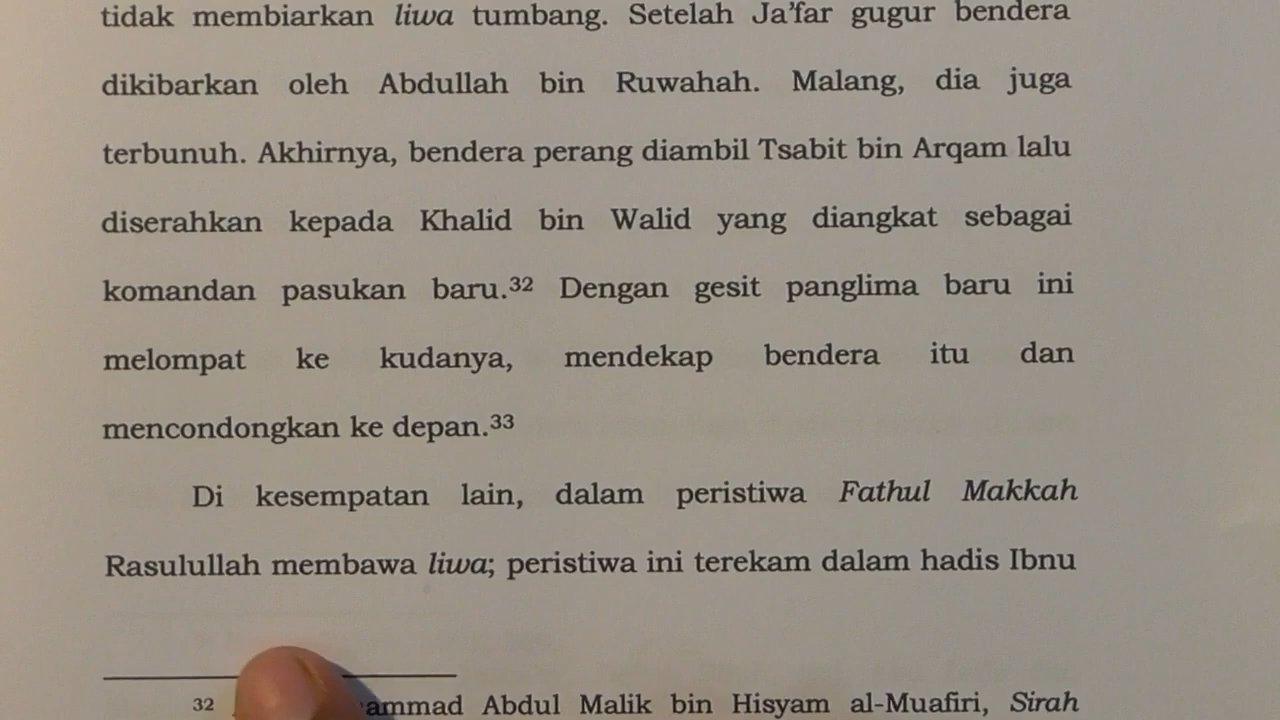 tidak membiarkan liwa tumbang. Setelah Ja'far gugur bendera
dikibarkan oleh Abdullah bin Ruwahah. Malang, dia juga
terbunuh. Akhirnya, bendera perang diambil Tsabit bin Arqam lalu
diserahkan kepada Khalid bin Walid yang diangkat sebagai
komandan pasukan baru.³² Dengan gesit panglima baru ini
melompat ke kudanya, mendekap bendera itu dan
mencondongkan ke depan.³³
Di kesempatan lain, dalam peristiwa Fathul Makkah
Rasulullah membawa liwa; peristiwa ini terekam dalam hadis Ibnu
³² Abdul Malik bin Hisyam al-Muafiri, Sirah